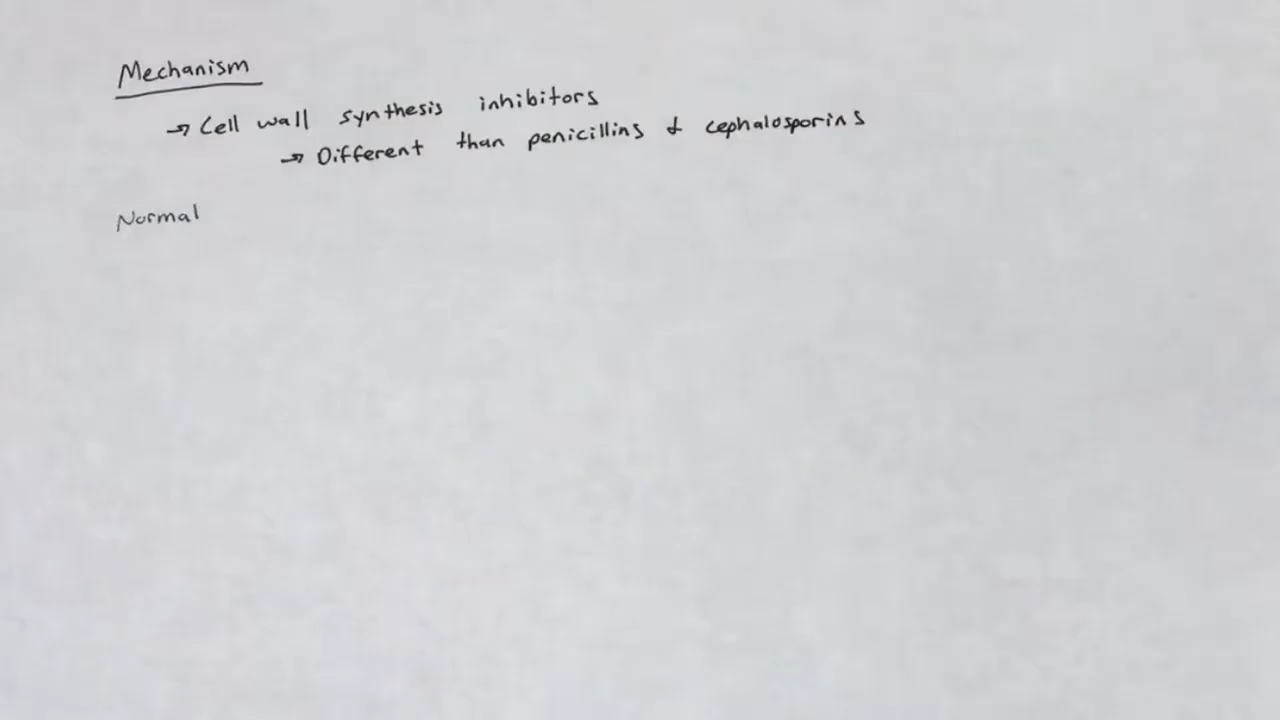 Mechanism
→ Cell wall synthesis inhibitors
→ Different than penicillins & cephalosporins
Normal